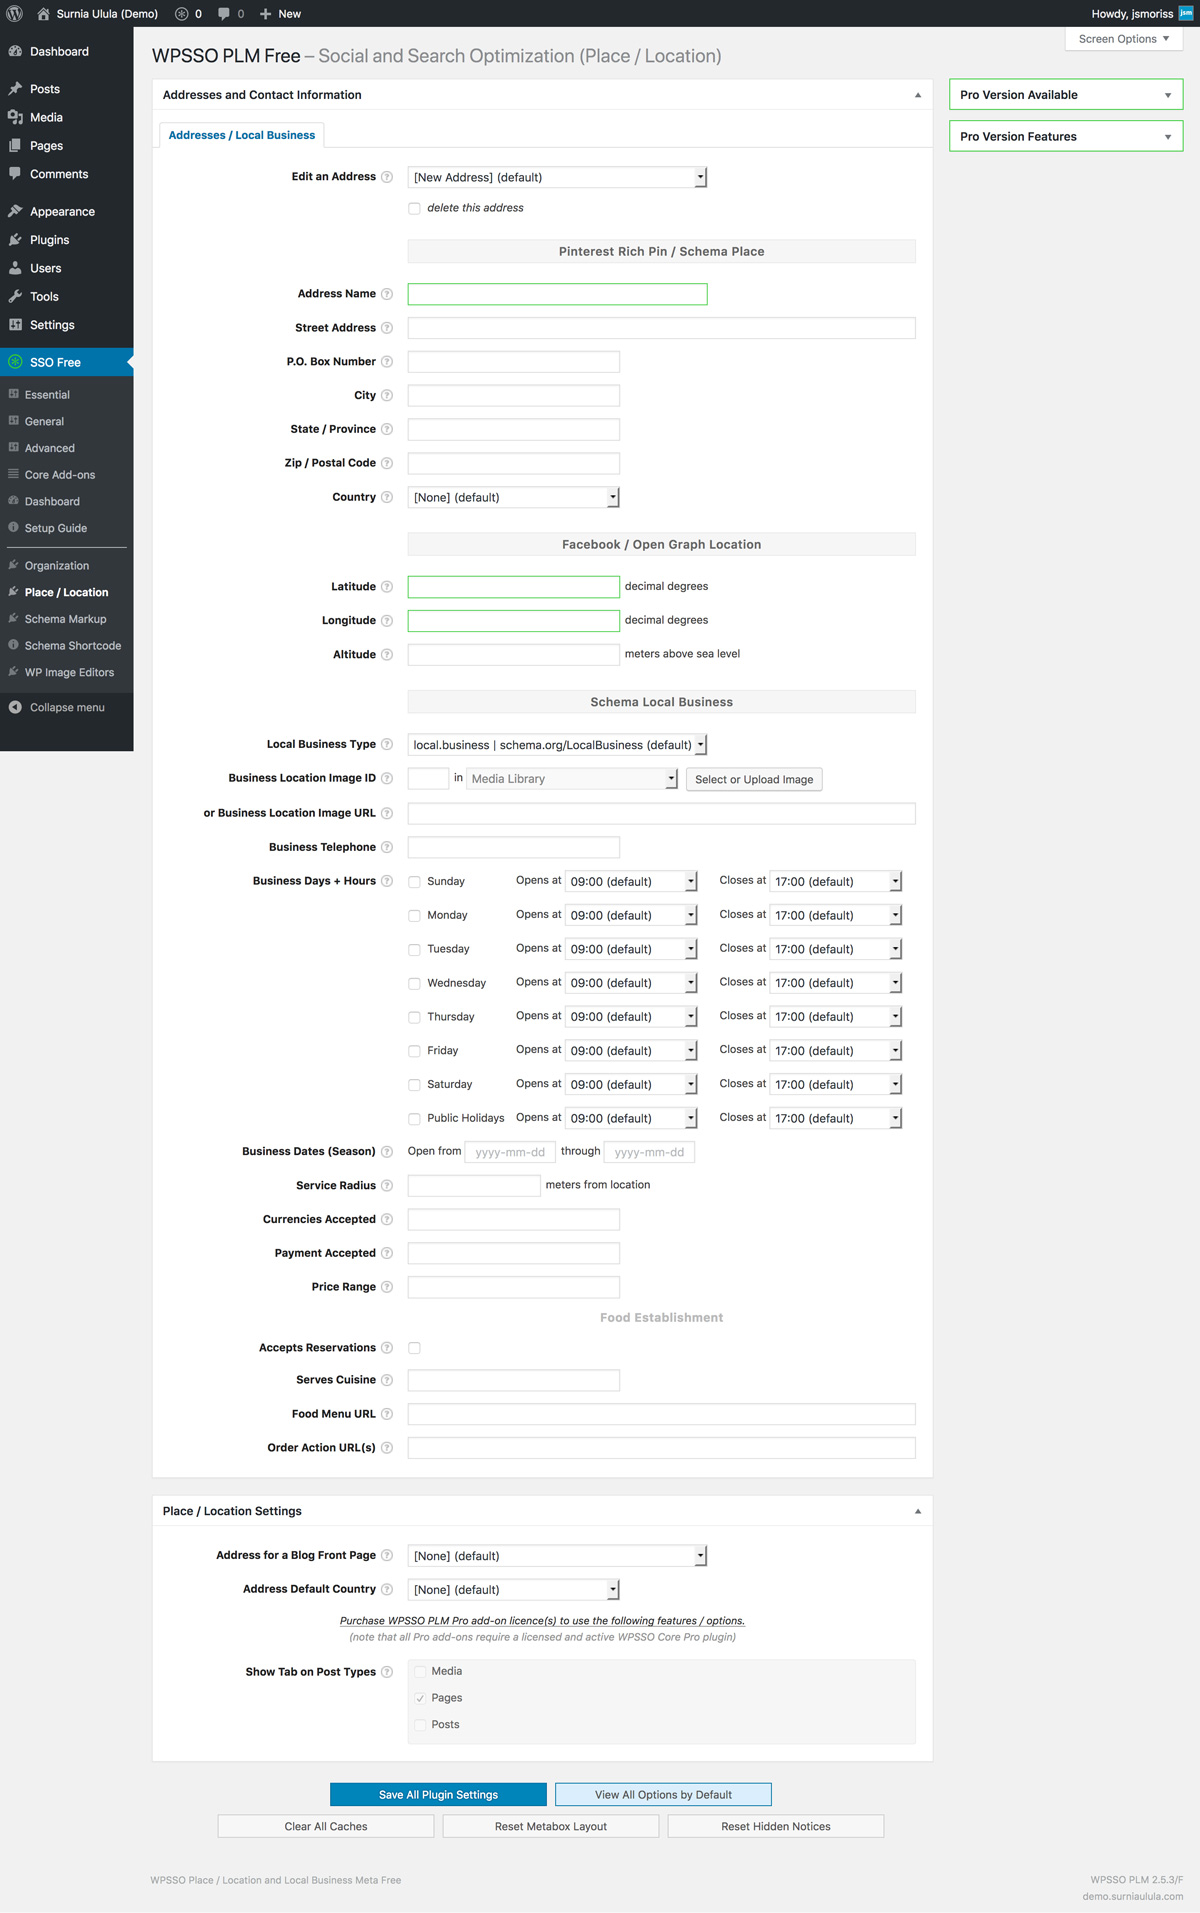 Surnia Ulula (Demo) 0 0 New Howdy, jsmoriss jsm
Screen Options
Dashboard
Posts
Media
Pages
Comments
Appearance
Plugins
Users
Tools
Settings
SSO Free
Essential
General
Advanced
Core Add-ons
Dashboard
Setup Guide
Organization
Place / Location
Schema Markup
Schema Shortcode
WP Image Editors
Collapse menu
WPSSO PLM Free – Social and Search Optimization (Place / Location)
Addresses and Contact Information
Addresses / Local Business
Edit an Address ? [New Address] (default)
delete this address
Pinterest Rich Pin / Schema Place
Address Name ?
Street Address ?
P.O. Box Number ?
City ?
State / Province ?
Zip / Postal Code ?
Country ? [None] (default)
Facebook / Open Graph Location
Latitude ? decimal degrees
Longitude ? decimal degrees
Altitude ? meters above sea level
Schema Local Business
Local Business Type ? local.business | schema.org/LocalBusiness (default)
Business Location Image ID ? in Media Library Select or Upload Image
or Business Location Image URL ?
Business Telephone ?
Business Days + Hours ? Sunday Opens at 09:00 (default) Closes at 17:00 (default)
Monday Opens at 09:00 (default) Closes at 17:00 (default)
Tuesday Opens at 09:00 (default) Closes at 17:00 (default)
Wednesday Opens at 09:00 (default) Closes at 17:00 (default)
Thursday Opens at 09:00 (default) Closes at 17:00 (default)
Friday Opens at 09:00 (default) Closes at 17:00 (default)
Saturday Opens at 09:00 (default) Closes at 17:00 (default)
Public Holidays Opens at 09:00 (default) Closes at 17:00 (default)
Business Dates (Season) ? Open from yyyy-mm-dd through yyyy-mm-dd
Service Radius ? meters from location
Currencies Accepted ?
Payment Accepted ?
Price Range ?
Food Establishment
Accepts Reservations ?
Serves Cuisine ?
Food Menu URL ?
Order Action URL(s) ?
Place / Location Settings
Address for a Blog Front Page ? [None] (default)
Address Default Country ? [None] (default)
Purchase WPSSO PLM Pro add-on licence(s) to use the following features / options.
(note that all Pro add-ons require a licensed and active WPSSO Core Pro plugin)
Show Tab on Post Types ? Media
Pages
Posts
Save All Plugin Settings View All Options by Default
Clear All Caches Reset Metabox Layout Reset Hidden Notices
Pro Version Available
Pro Version Features
WPSSO Place / Location and Local Business Meta Free WPSSO PLM 2.5.3/F
demo.surniaulula.com